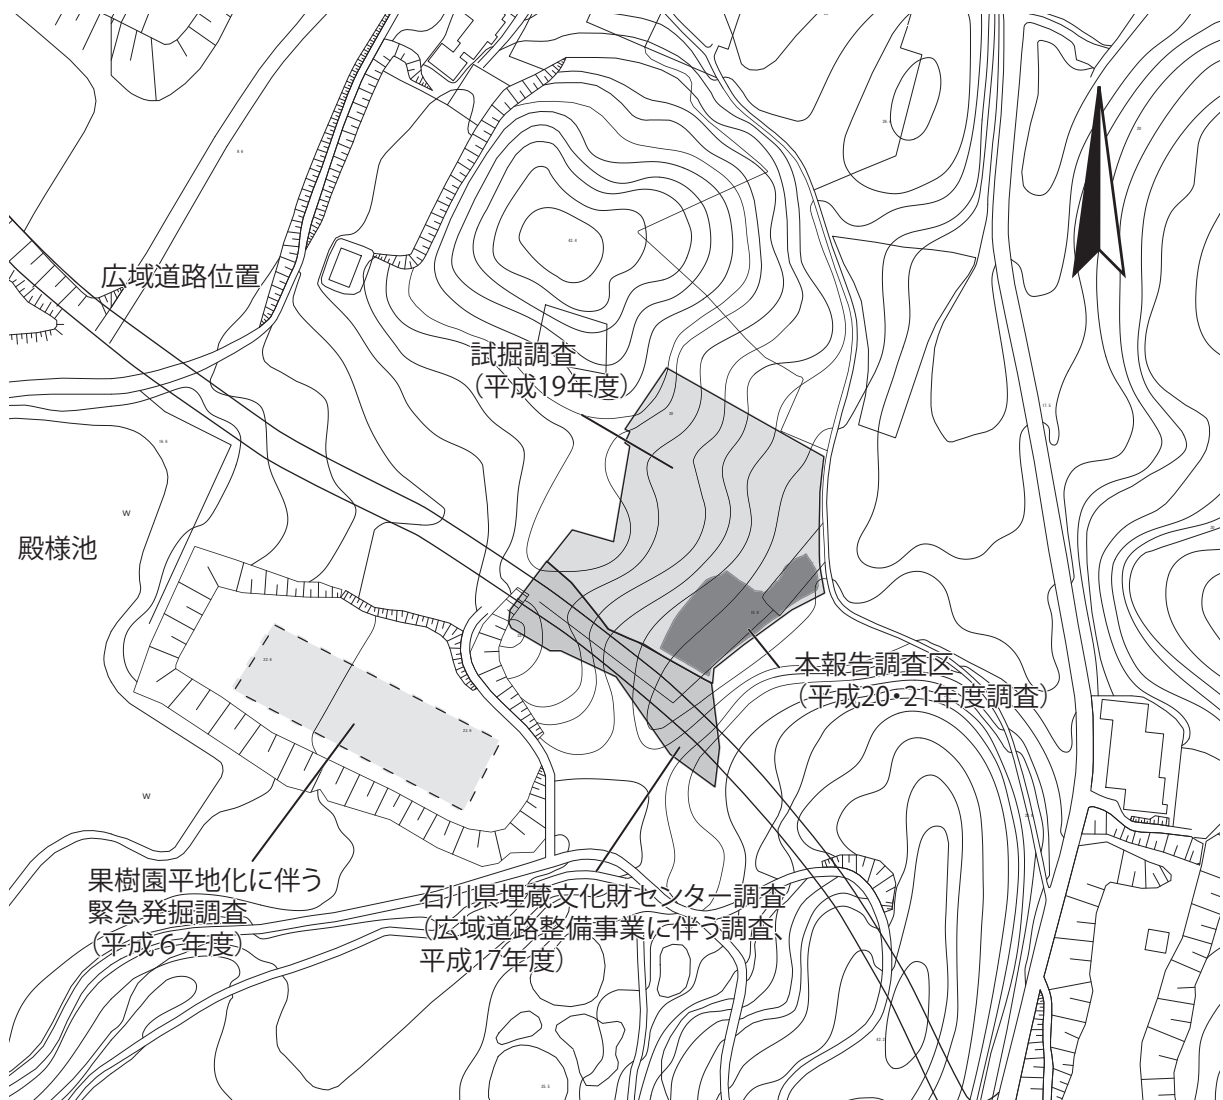 広域道路位置
試掘調査
（平成19年度）
殿様池
W
本報告調査区
（平成20・21年度調査）
W
果樹園平地化に伴う
緊急発掘調査
（平成６年度）
石川県埋蔵文化財センター調査
（広域道路整備事業に伴う調査、
平成17年度）